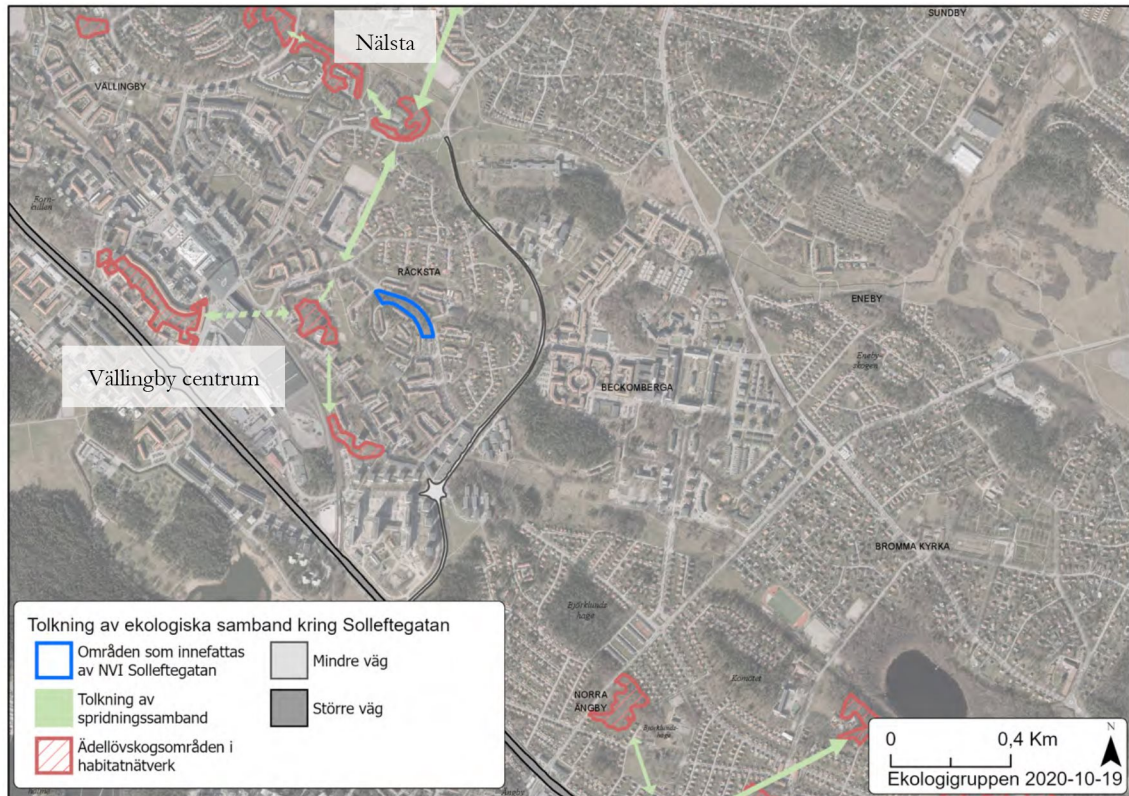 SUNDBY
Nälsta
VÄLLINGBY
RÄCKSTA
ENEBY
Vällingby centrum
BECKOMBERGA
BROMMA KYRKA
Björklunds
hage
NORRA
ÄNGBY
Tolkning av ekologiska samband kring Solleftegatan
Områden som innefattas
av NVI Solleftegatan
Tolkning av
spridningssamband
Ädellövskogsområden i
habitatnätverk
Mindre väg
Större väg
N
0 0,4 Km
Ekologigruppen 2020-10-19